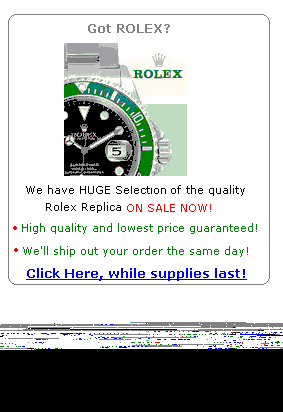 Got ROLEX?
ROLEX
ROLEX
5
We have HUGE Selection of the quality
Rolex Replica ON SALE NOW!
• High quality and lowest price guaranteed!
• We'll ship out your order the same day!
Click Here, while supplies last!